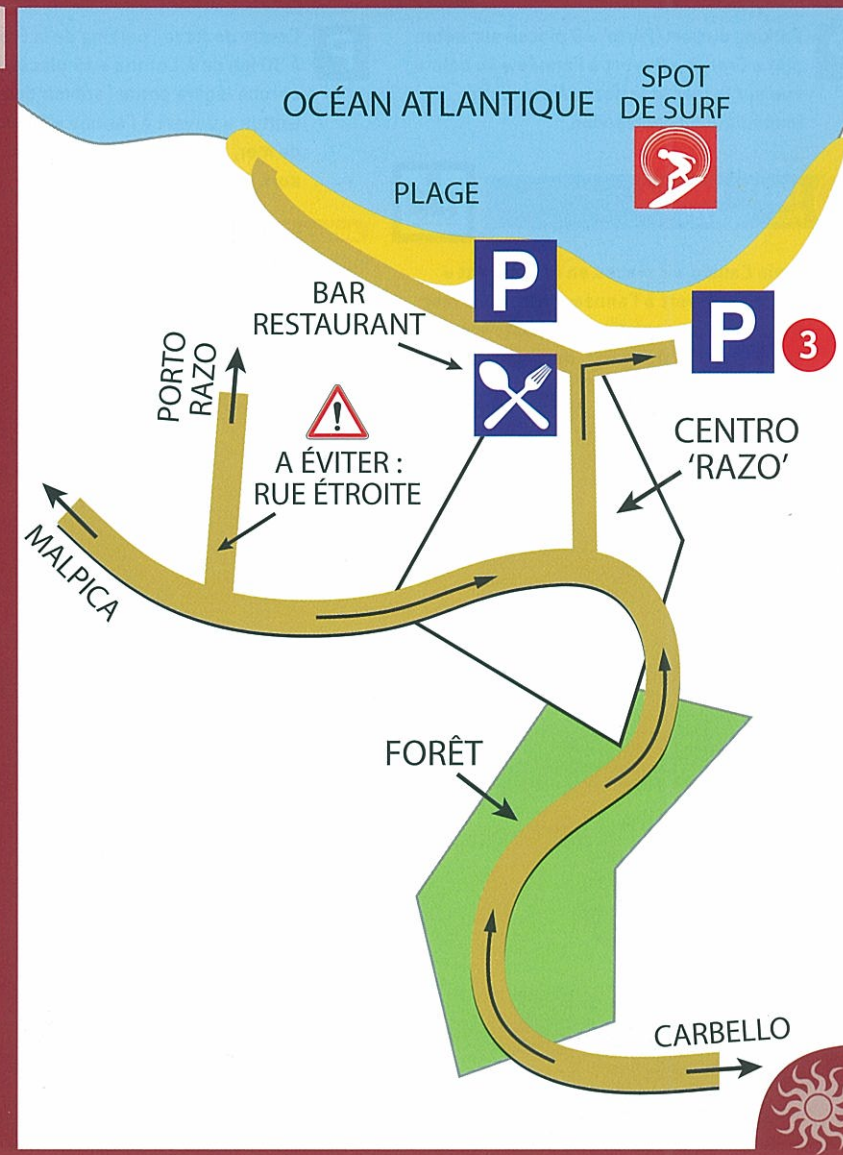 OCÉAN ATLANTIQUE
SPOT
DE SURF
PLAGE
P
BAR
RESTAURANT
P
3
PORTO
RAZO
A ÉVITER :
RUE ÉTROITE
CENTRO
‘RAZO’
MALPICA
FORÊT
CARBELLO